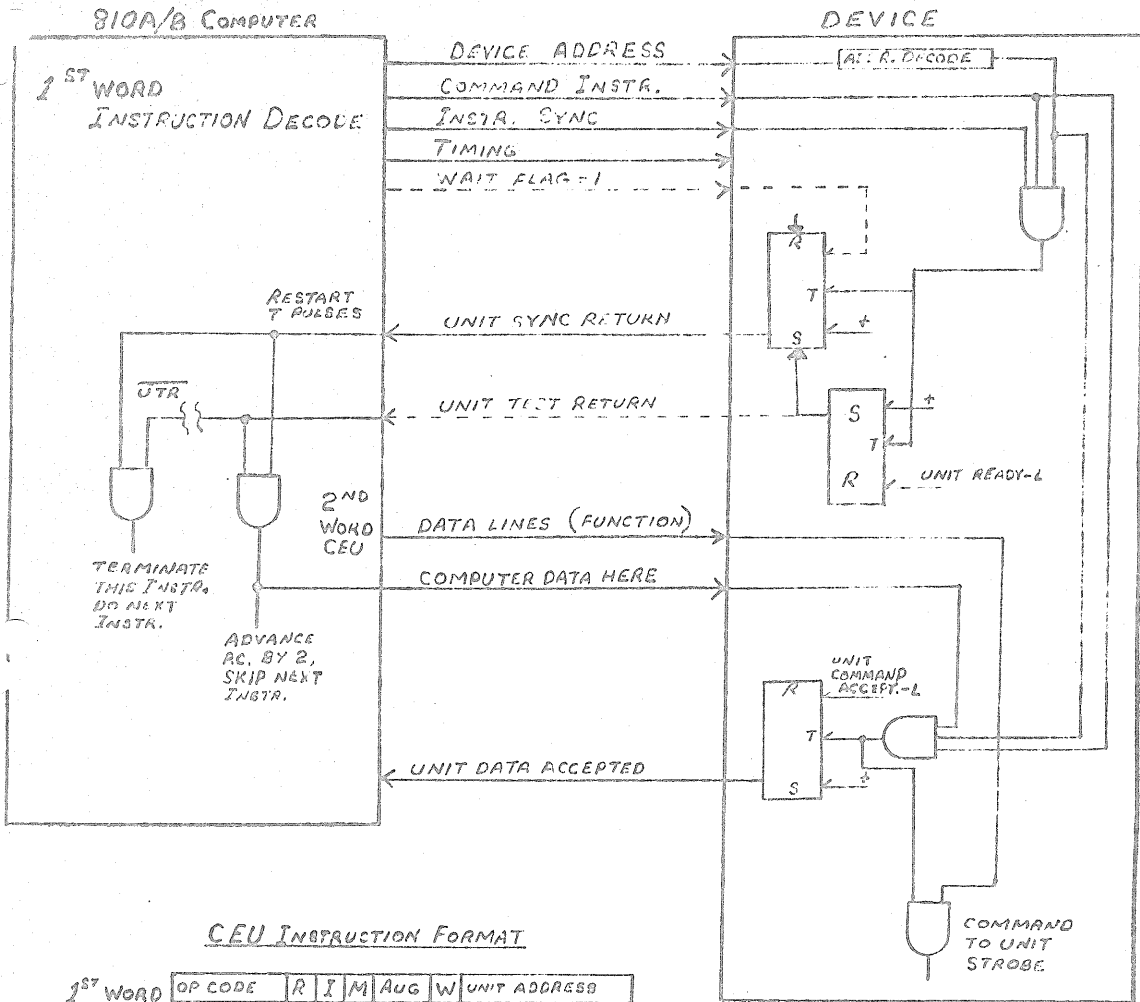 810A/B COMPUTER
DEVICE
1ST WORD
INSTRUCTION DECODE
DEVICE ADDRESS
COMMAND INSTR.
INSTR. SYNC
TIMING
WAIT FLAG-1
DECODE
R
T
S
+
RESTART
T PULSES
UNIT SYNC RETURN
UTR
UNIT TEST RETURN
S
T
R
+
UNIT READY-L
2ND
WORD
CEU
DATA LINES (FUNCTION)
COMPUTER DATA HERE
TERMINATE
THIS INSTR.
DO NEXT
INSTR.
ADVANCE
P.C. BY 2,
SKIP NEXT
INSTR.
UNIT
COMMAND
ACCEPT.-L
R
T
S
+
UNIT DATA ACCEPTED
COMMAND
TO UNIT
STROBE
CEU INSTRUCTION FORMAT
1ST WORD OP CODE R I M AUG W UNIT ADDRESS